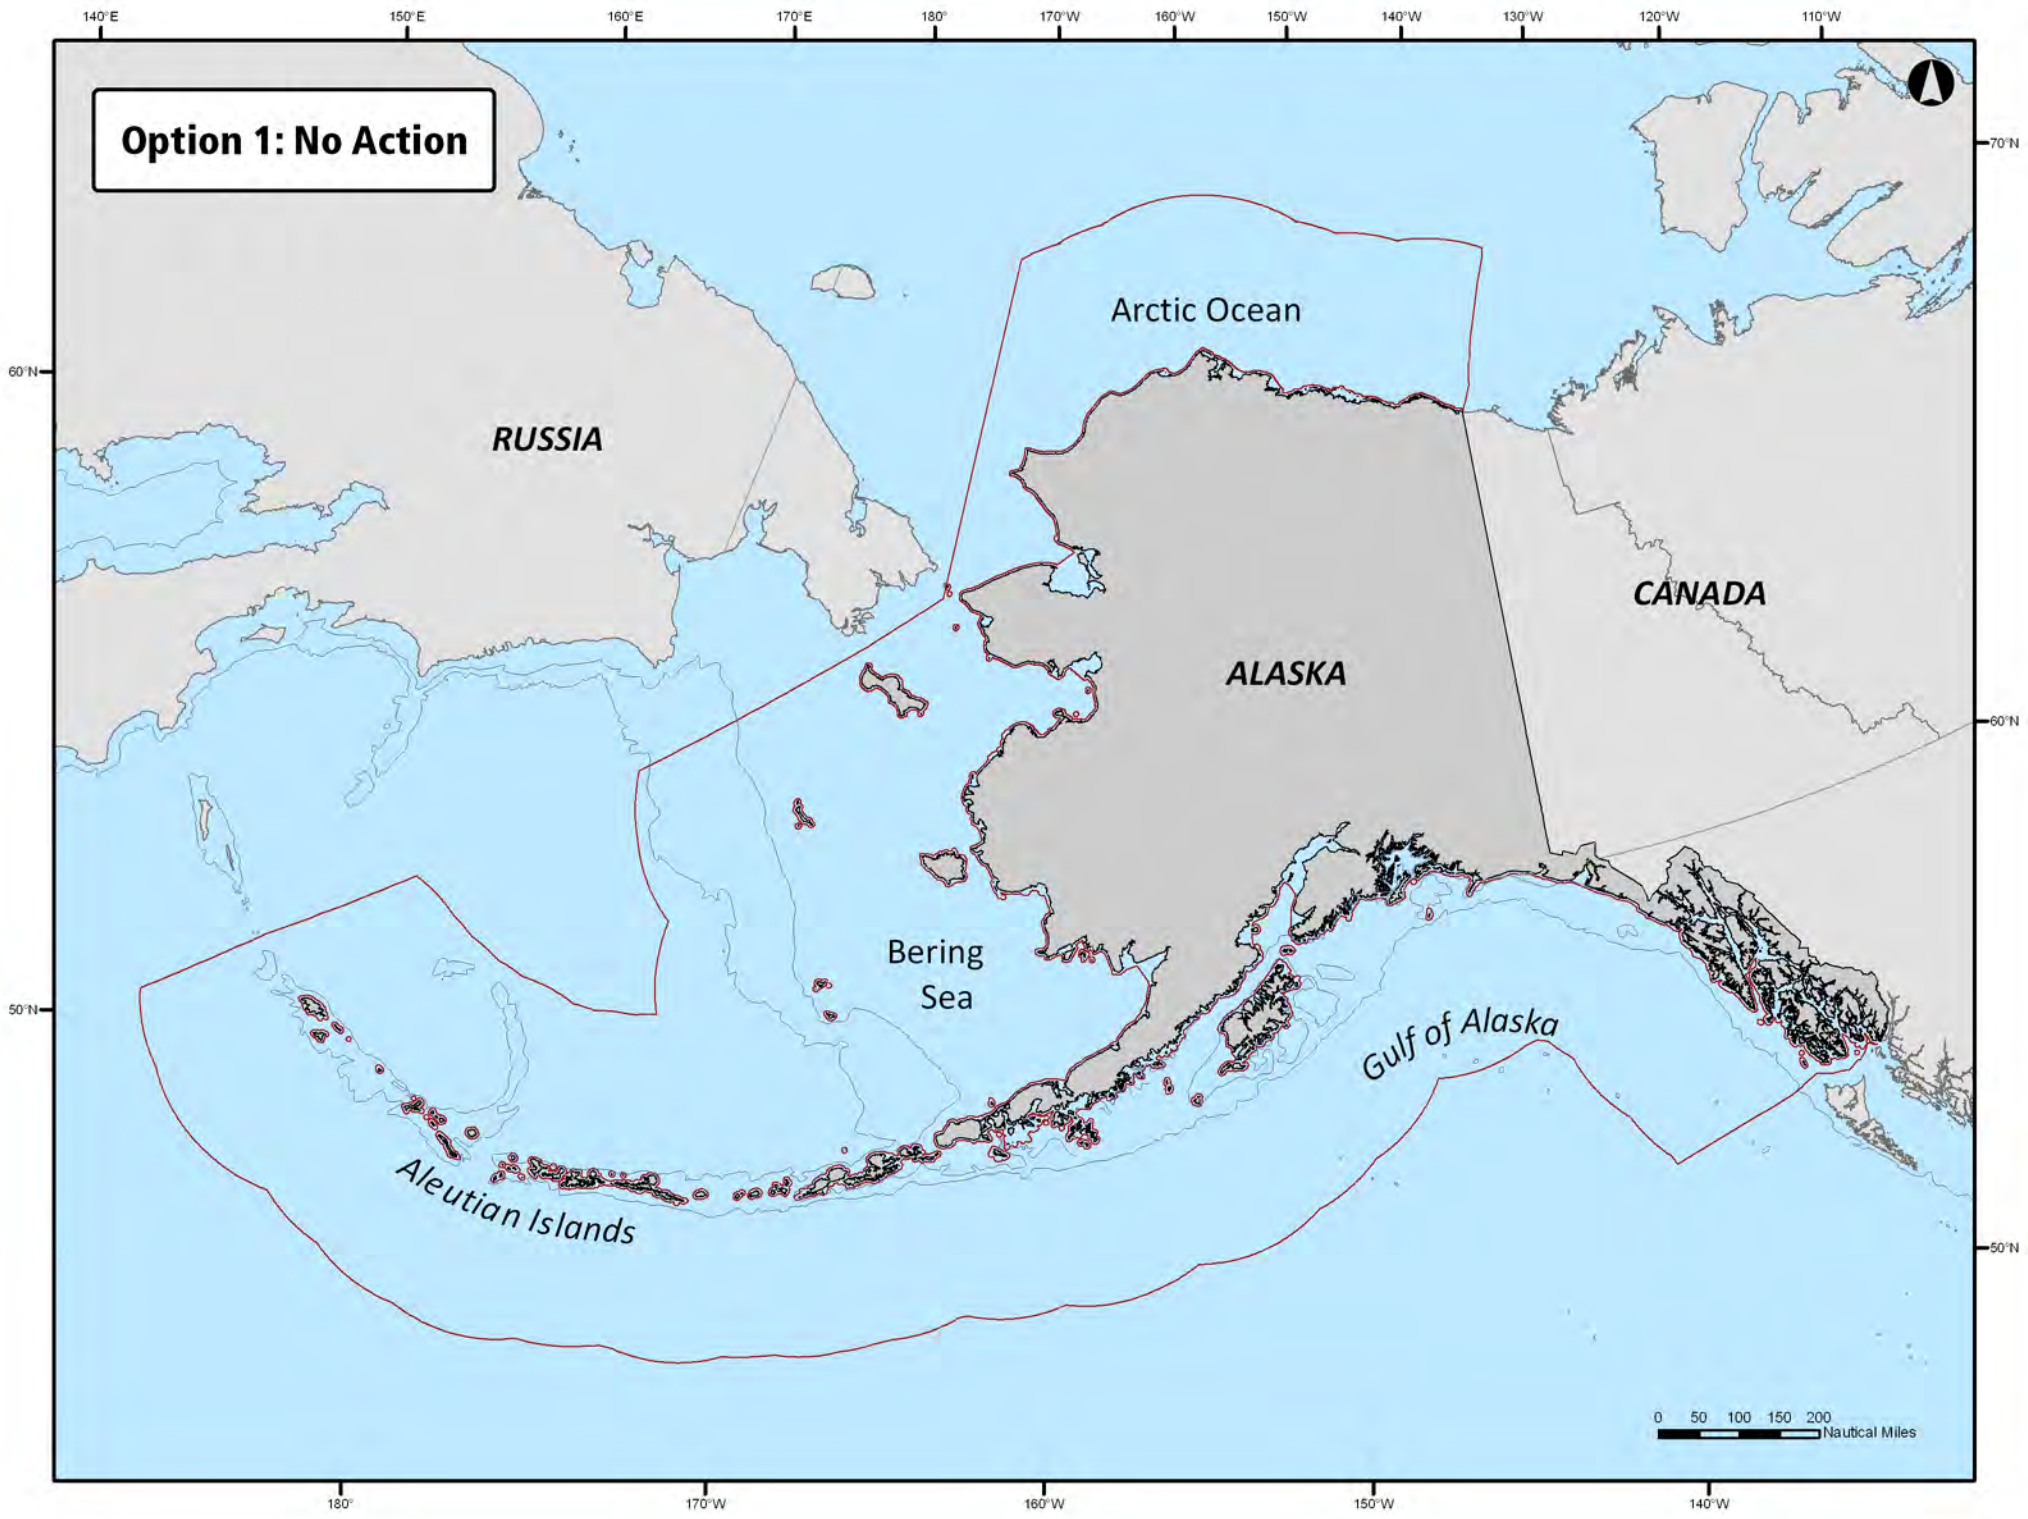 140°E 150°E 160°E 170°E 180° 170°W 160°W 150°W 140°W 130°W 120°W 110°W
Option 1: No Action
70°N
Arctic Ocean
60°N
RUSSIA
CANADA
ALASKA
60°N
Bering
Sea
50°N
Gulf of Alaska
Aleutian Islands
50°N
0 50 100 150 200
Nautical Miles
180° 170°W 160°W 150°W 140°W